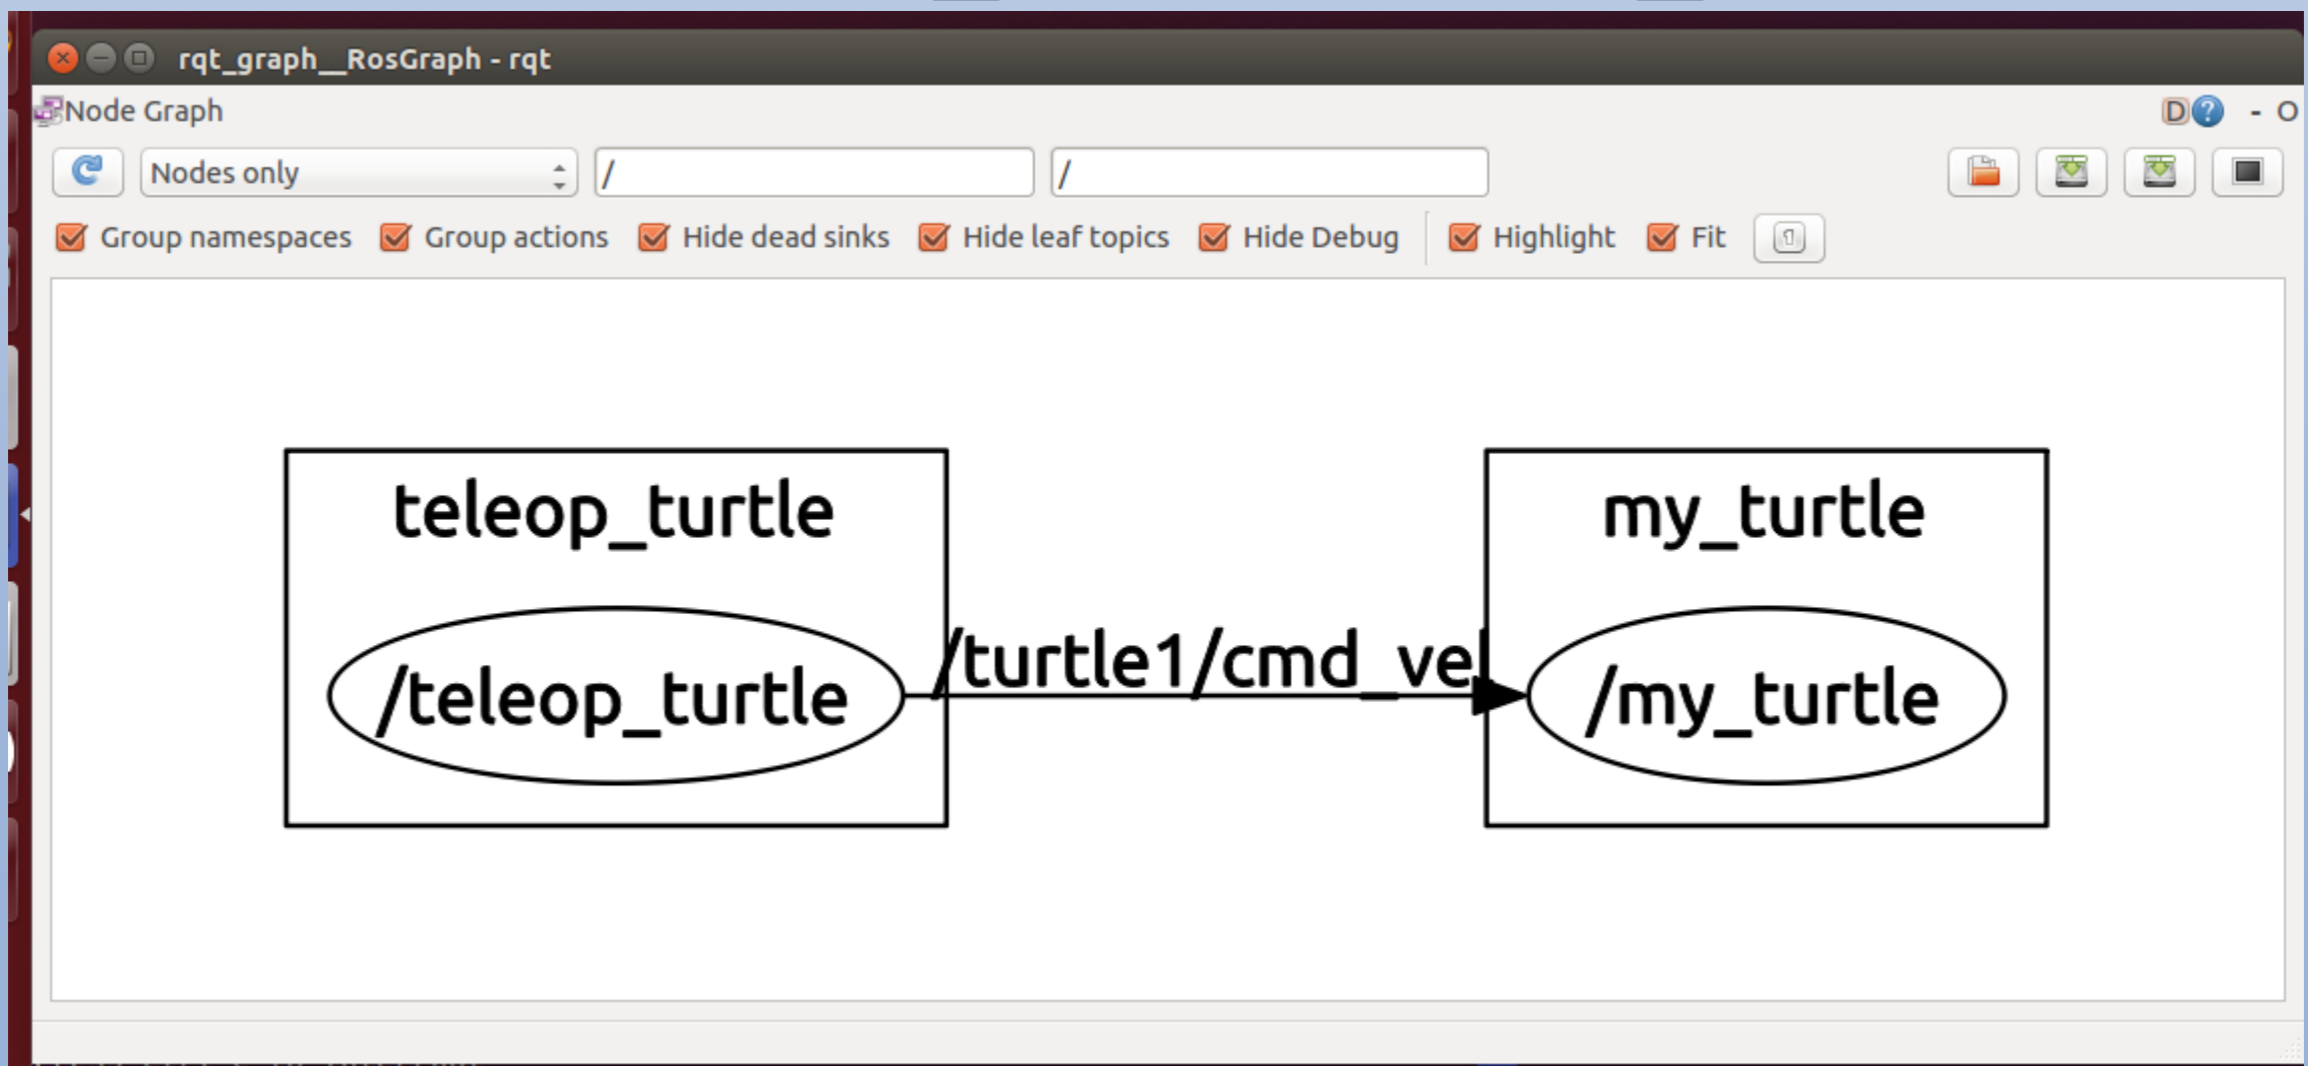 rqt_graph__RosGraph - rqt
Node Graph D ? - O
Nodes only / /
Group namespaces Group actions Hide dead sinks Hide leaf topics Hide Debug Highlight Fit
teleop_turtle my_turtle
/turtle1/cmd_vel
/teleop_turtle /my_turtle